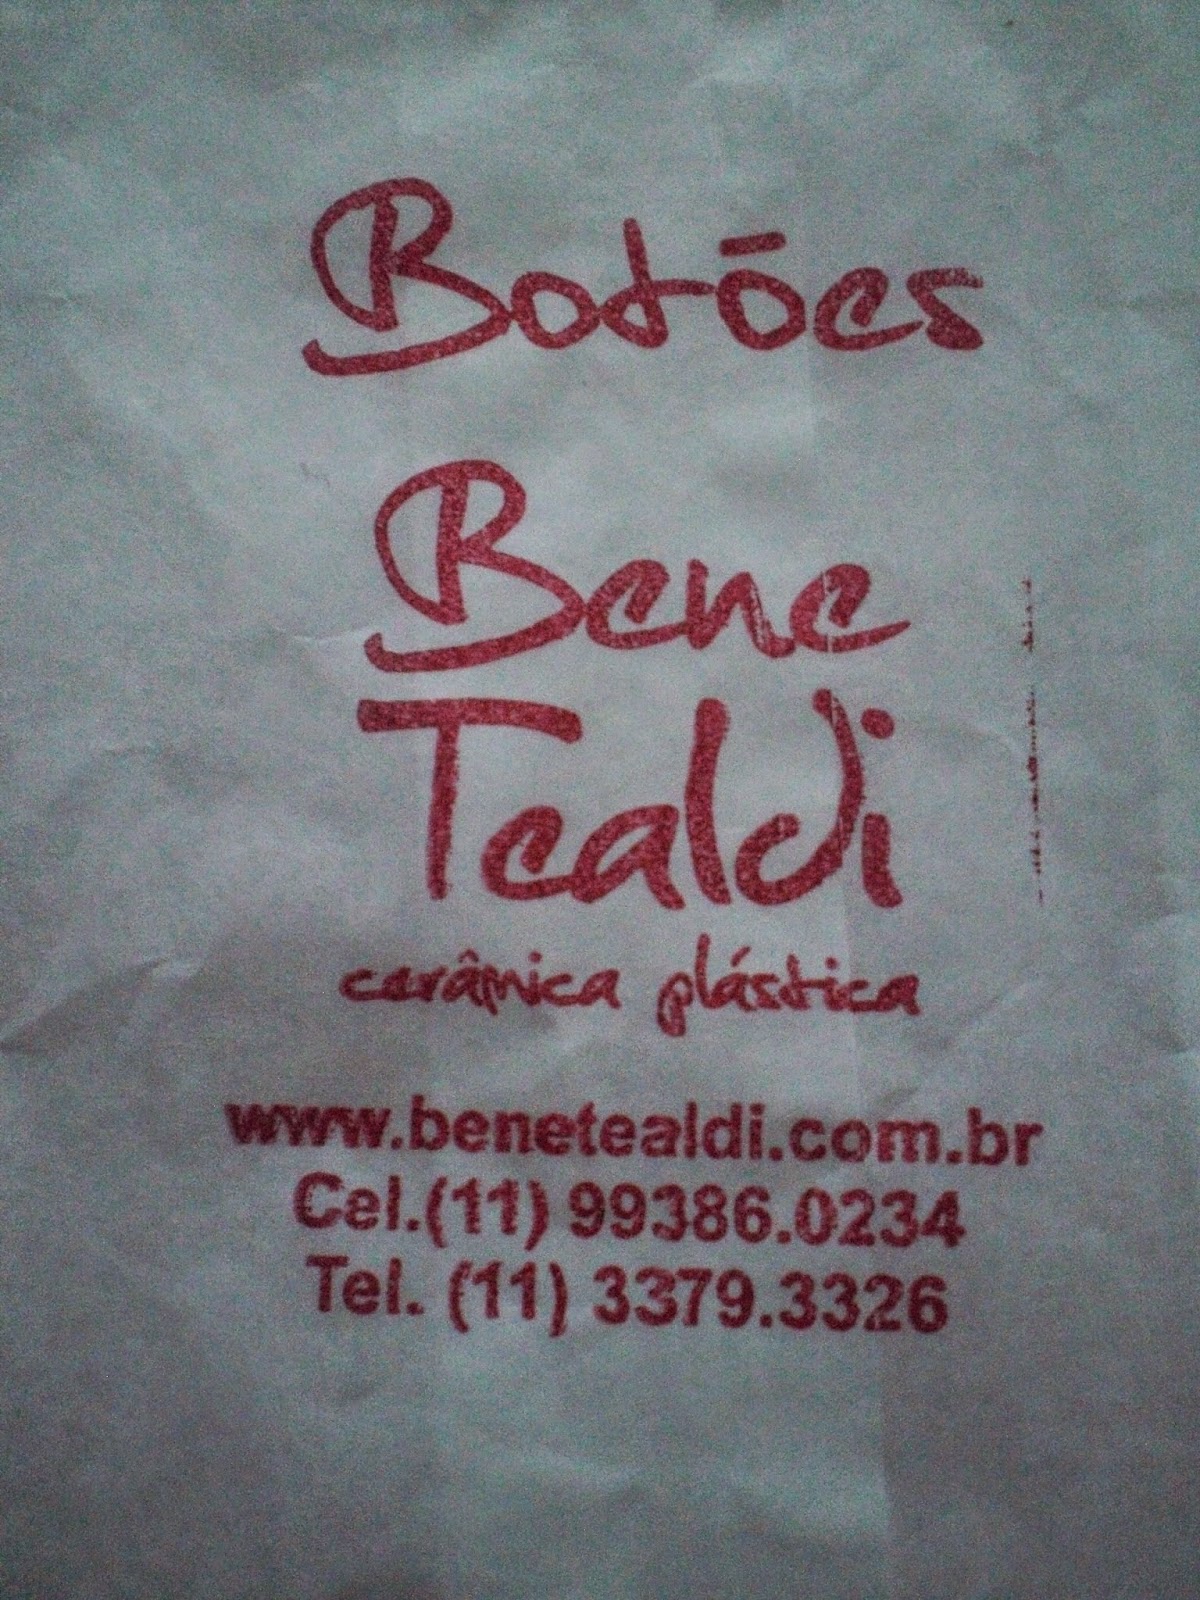 Botões
Bene
Tealdi
cerâmica plástica
www.benetealdi.com.br
Cel.(11) 99386.0234
Tel. (11) 3379.3326